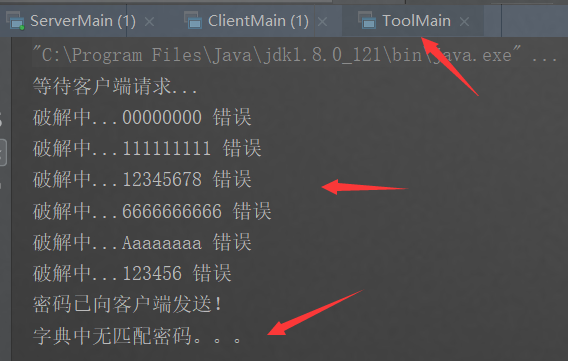 ServerMain (1) × ClientMain (1) × ToolMain ×
"C:\Program Files\Java\jdk1.8.0_121\bin\java.exe" ...
等待客户端请求...
破解中...00000000 错误
破解中...111111111 错误
破解中...12345678 错误
破解中...6666666666 错误
破解中...Aaaaaaaa 错误
破解中...123456 错误
密码已向客户端发送！
字典中无匹配密码。。。